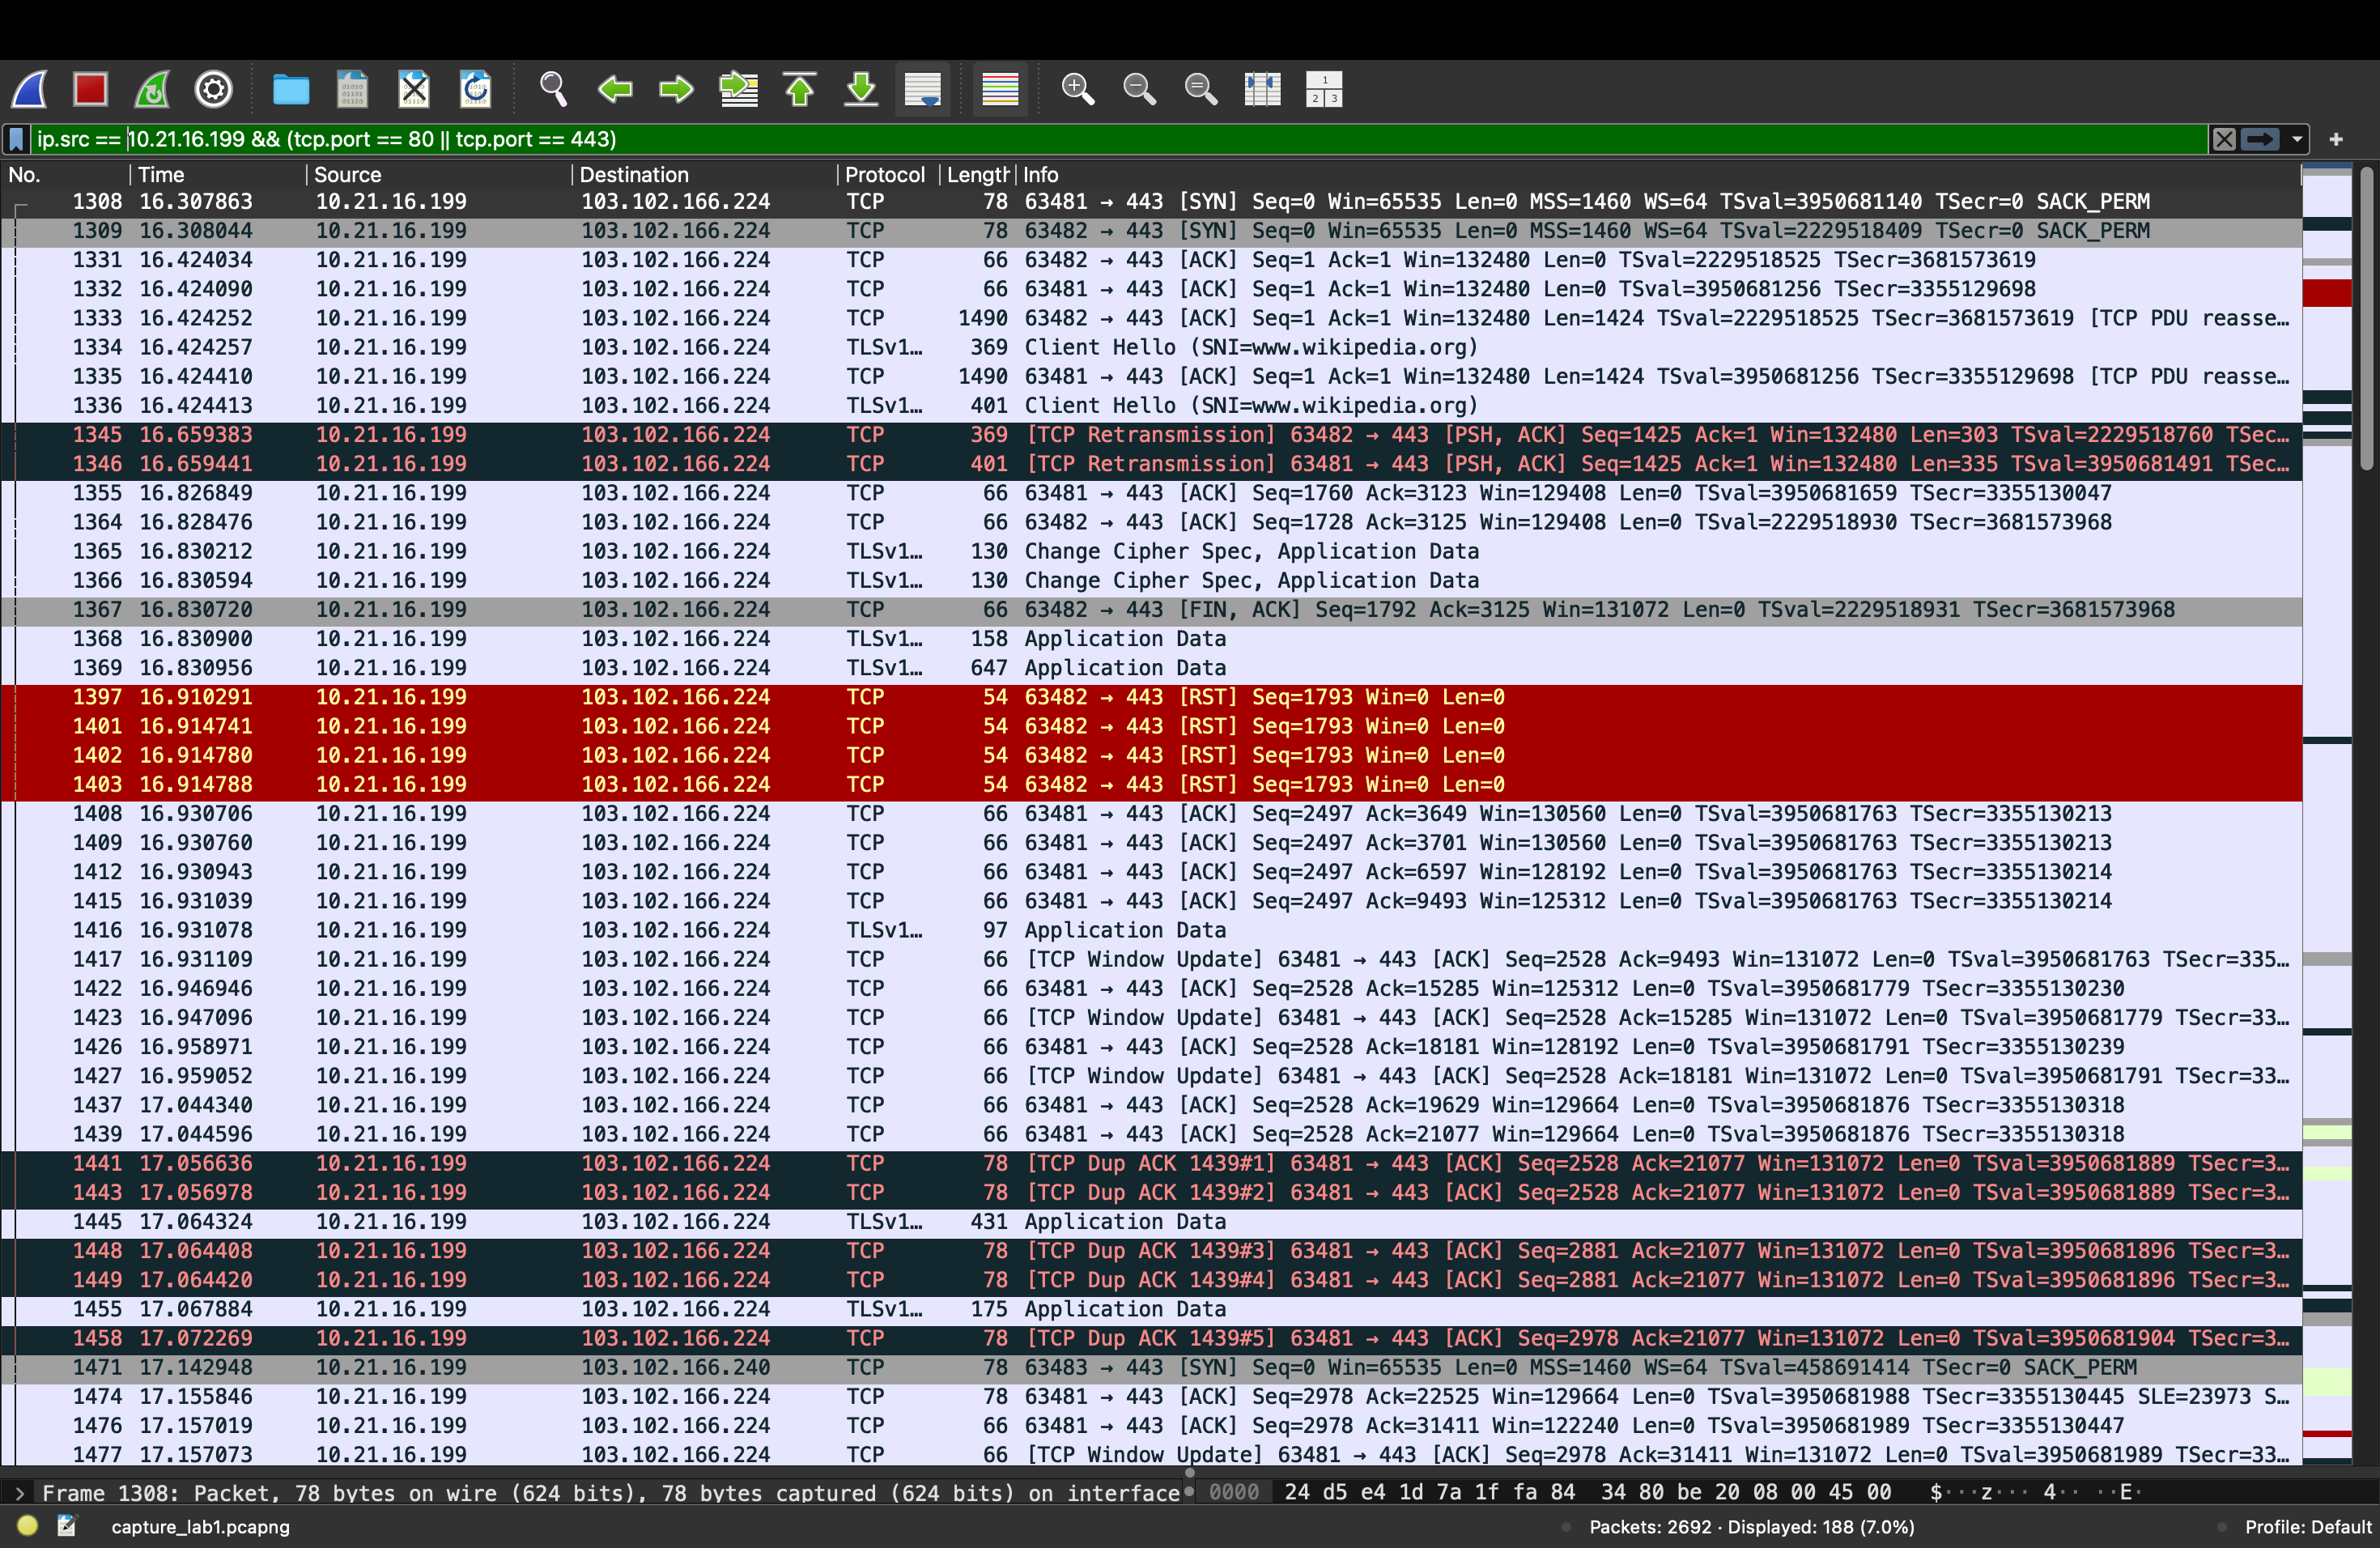 ip.src == 10.21.16.199 && (tcp.port == 80 || tcp.port == 443)
No. Time Source Destination Protocol Length Info
1308 16.307863 10.21.16.199 103.102.166.224 TCP 78 63481 → 443 [SYN] Seq=0 Win=65535 Len=0 MSS=1460 WS=64 TSval=3950681140 TSecr=0 SACK_PERM
1309 16.308044 10.21.16.199 103.102.166.224 TCP 78 63482 → 443 [SYN] Seq=0 Win=65535 Len=0 MSS=1460 WS=64 TSval=2229518409 TSecr=0 SACK_PERM
1331 16.424034 10.21.16.199 103.102.166.224 TCP 66 63482 → 443 [ACK] Seq=1 Ack=1 Win=132480 Len=0 TSval=2229518525 TSecr=3681573619
1332 16.424090 10.21.16.199 103.102.166.224 TCP 66 63481 → 443 [ACK] Seq=1 Ack=1 Win=132480 Len=0 TSval=3950681256 TSecr=3355129698
1333 16.424252 10.21.16.199 103.102.166.224 TCP 1490 63482 → 443 [ACK] Seq=1 Ack=1 Win=132480 Len=1424 TSval=2229518525 TSecr=3681573619 [TCP PDU reasse…
1334 16.424257 10.21.16.199 103.102.166.224 TLSv1… 369 Client Hello (SNI=www.wikipedia.org)
1335 16.424410 10.21.16.199 103.102.166.224 TCP 1490 63481 → 443 [ACK] Seq=1 Ack=1 Win=132480 Len=1424 TSval=3950681256 TSecr=3355129698 [TCP PDU reasse…
1336 16.424413 10.21.16.199 103.102.166.224 TLSv1… 401 Client Hello (SNI=www.wikipedia.org)
1345 16.659383 10.21.16.199 103.102.166.224 TCP 369 [TCP Retransmission] 63482 → 443 [PSH, ACK] Seq=1425 Ack=1 Win=132480 Len=303 TSval=2229518760 TSec…
1346 16.659441 10.21.16.199 103.102.166.224 TCP 401 [TCP Retransmission] 63481 → 443 [PSH, ACK] Seq=1425 Ack=1 Win=132480 Len=335 TSval=3950681491 TSec…
1355 16.826849 10.21.16.199 103.102.166.224 TCP 66 63481 → 443 [ACK] Seq=1760 Ack=3123 Win=129408 Len=0 TSval=3950681659 TSecr=3355130047
1364 16.828476 10.21.16.199 103.102.166.224 TCP 66 63482 → 443 [ACK] Seq=1728 Ack=3125 Win=129408 Len=0 TSval=2229518930 TSecr=3681573968
1365 16.830212 10.21.16.199 103.102.166.224 TLSv1… 130 Change Cipher Spec, Application Data
1366 16.830594 10.21.16.199 103.102.166.224 TLSv1… 130 Change Cipher Spec, Application Data
1367 16.830720 10.21.16.199 103.102.166.224 TCP 66 63482 → 443 [FIN, ACK] Seq=1792 Ack=3125 Win=131072 Len=0 TSval=2229518931 TSecr=3681573968
1368 16.830900 10.21.16.199 103.102.166.224 TLSv1… 158 Application Data
1369 16.830956 10.21.16.199 103.102.166.224 TLSv1… 647 Application Data
1397 16.910291 10.21.16.199 103.102.166.224 TCP 54 63482 → 443 [RST] Seq=1793 Win=0 Len=0
1401 16.914741 10.21.16.199 103.102.166.224 TCP 54 63482 → 443 [RST] Seq=1793 Win=0 Len=0
1402 16.914780 10.21.16.199 103.102.166.224 TCP 54 63482 → 443 [RST] Seq=1793 Win=0 Len=0
1403 16.914788 10.21.16.199 103.102.166.224 TCP 54 63482 → 443 [RST] Seq=1793 Win=0 Len=0
1408 16.930706 10.21.16.199 103.102.166.224 TCP 66 63481 → 443 [ACK] Seq=2497 Ack=3649 Win=130560 Len=0 TSval=3950681763 TSecr=3355130213
1409 16.930760 10.21.16.199 103.102.166.224 TCP 66 63481 → 443 [ACK] Seq=2497 Ack=3701 Win=130560 Len=0 TSval=3950681763 TSecr=3355130213
1412 16.930943 10.21.16.199 103.102.166.224 TCP 66 63481 → 443 [ACK] Seq=2497 Ack=6597 Win=128192 Len=0 TSval=3950681763 TSecr=3355130214
1415 16.931039 10.21.16.199 103.102.166.224 TCP 66 63481 → 443 [ACK] Seq=2497 Ack=9493 Win=125312 Len=0 TSval=3950681763 TSecr=3355130214
1416 16.931078 10.21.16.199 103.102.166.224 TLSv1… 97 Application Data
1417 16.931109 10.21.16.199 103.102.166.224 TCP 66 [TCP Window Update] 63481 → 443 [ACK] Seq=2528 Ack=9493 Win=131072 Len=0 TSval=3950681763 TSecr=335…
1422 16.946946 10.21.16.199 103.102.166.224 TCP 66 63481 → 443 [ACK] Seq=2528 Ack=15285 Win=125312 Len=0 TSval=3950681779 TSecr=3355130230
1423 16.947096 10.21.16.199 103.102.166.224 TCP 66 [TCP Window Update] 63481 → 443 [ACK] Seq=2528 Ack=15285 Win=131072 Len=0 TSval=3950681779 TSecr=33…
1426 16.958971 10.21.16.199 103.102.166.224 TCP 66 63481 → 443 [ACK] Seq=2528 Ack=18181 Win=128192 Len=0 TSval=3950681791 TSecr=3355130239
1427 16.959052 10.21.16.199 103.102.166.224 TCP 66 [TCP Window Update] 63481 → 443 [ACK] Seq=2528 Ack=18181 Win=131072 Len=0 TSval=3950681791 TSecr=33…
1437 17.044340 10.21.16.199 103.102.166.224 TCP 66 63481 → 443 [ACK] Seq=2528 Ack=19629 Win=129664 Len=0 TSval=3950681876 TSecr=3355130318
1439 17.044596 10.21.16.199 103.102.166.224 TCP 66 63481 → 443 [ACK] Seq=2528 Ack=21077 Win=129664 Len=0 TSval=3950681876 TSecr=3355130318
1441 17.056636 10.21.16.199 103.102.166.224 TCP 78 [TCP Dup ACK 1439#1] 63481 → 443 [ACK] Seq=2528 Ack=21077 Win=131072 Len=0 TSval=3950681889 TSecr=3…
1443 17.056978 10.21.16.199 103.102.166.224 TCP 78 [TCP Dup ACK 1439#2] 63481 → 443 [ACK] Seq=2528 Ack=21077 Win=131072 Len=0 TSval=3950681889 TSecr=3…
1445 17.064324 10.21.16.199 103.102.166.224 TLSv1… 431 Application Data
1448 17.064408 10.21.16.199 103.102.166.224 TCP 78 [TCP Dup ACK 1439#3] 63481 → 443 [ACK] Seq=2881 Ack=21077 Win=131072 Len=0 TSval=3950681896 TSecr=3…
1449 17.064420 10.21.16.199 103.102.166.224 TCP 78 [TCP Dup ACK 1439#4] 63481 → 443 [ACK] Seq=2881 Ack=21077 Win=131072 Len=0 TSval=3950681896 TSecr=3…
1455 17.067884 10.21.16.199 103.102.166.224 TLSv1… 175 Application Data
1458 17.072269 10.21.16.199 103.102.166.224 TCP 78 [TCP Dup ACK 1439#5] 63481 → 443 [ACK] Seq=2978 Ack=21077 Win=131072 Len=0 TSval=3950681904 TSecr=3…
1471 17.142948 10.21.16.199 103.102.166.240 TCP 78 63483 → 443 [SYN] Seq=0 Win=65535 Len=0 MSS=1460 WS=64 TSval=458691414 TSecr=0 SACK_PERM
1474 17.155846 10.21.16.199 103.102.166.224 TCP 78 63481 → 443 [ACK] Seq=2978 Ack=22525 Win=129664 Len=0 TSval=3950681988 TSecr=3355130445 SLE=23973 S…
1476 17.157019 10.21.16.199 103.102.166.224 TCP 66 63481 → 443 [ACK] Seq=2978 Ack=31411 Win=122240 Len=0 TSval=3950681989 TSecr=3355130447
1477 17.157073 10.21.16.199 103.102.166.224 TCP 66 [TCP Window Update] 63481 → 443 [ACK] Seq=2978 Ack=31411 Win=131072 Len=0 TSval=3950681989 TSecr=33…
Frame 1308: Packet, 78 bytes on wire (624 bits), 78 bytes captured (624 bits) on interface
0000 24 d5 e4 1d 7a 1f fa 84 34 80 be 20 08 00 45 00 $···z··· 4·· ··E·
capture_lab1.pcapng
Packets: 2692 · Displayed: 188 (7.0%)
Profile: Default